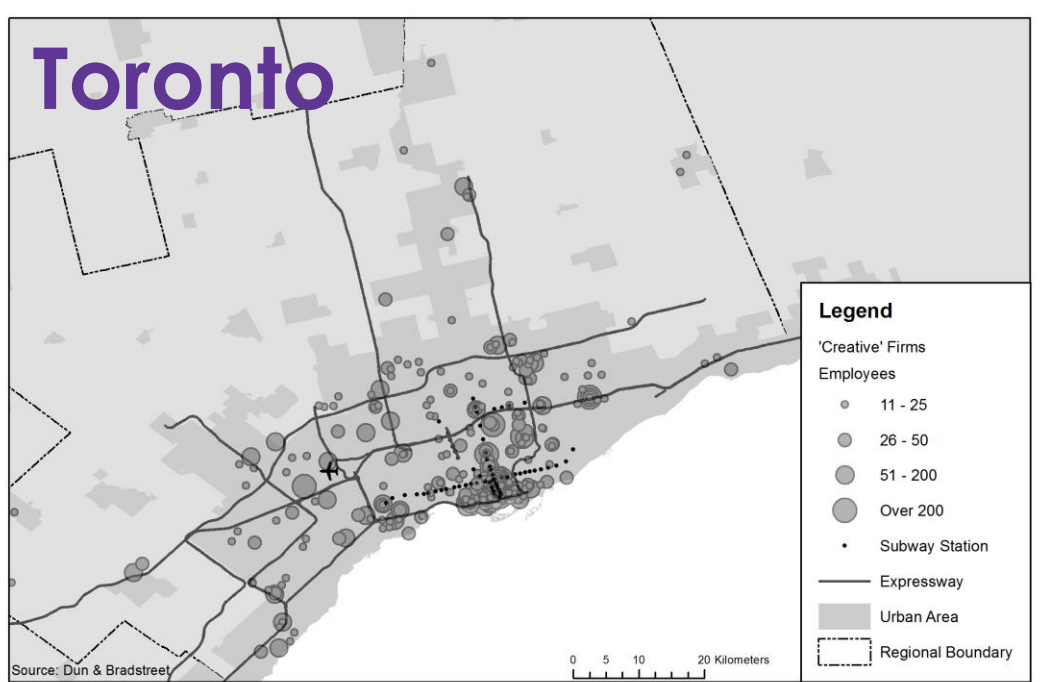 Toronto
Legend
'Creative' Firms
Employees
11 - 25
26 - 50
51 - 200
Over 200
Subway Station
Expressway
Urban Area
Regional Boundary
Source: Dun & Bradstreet
0 5 10 20 Kilometers